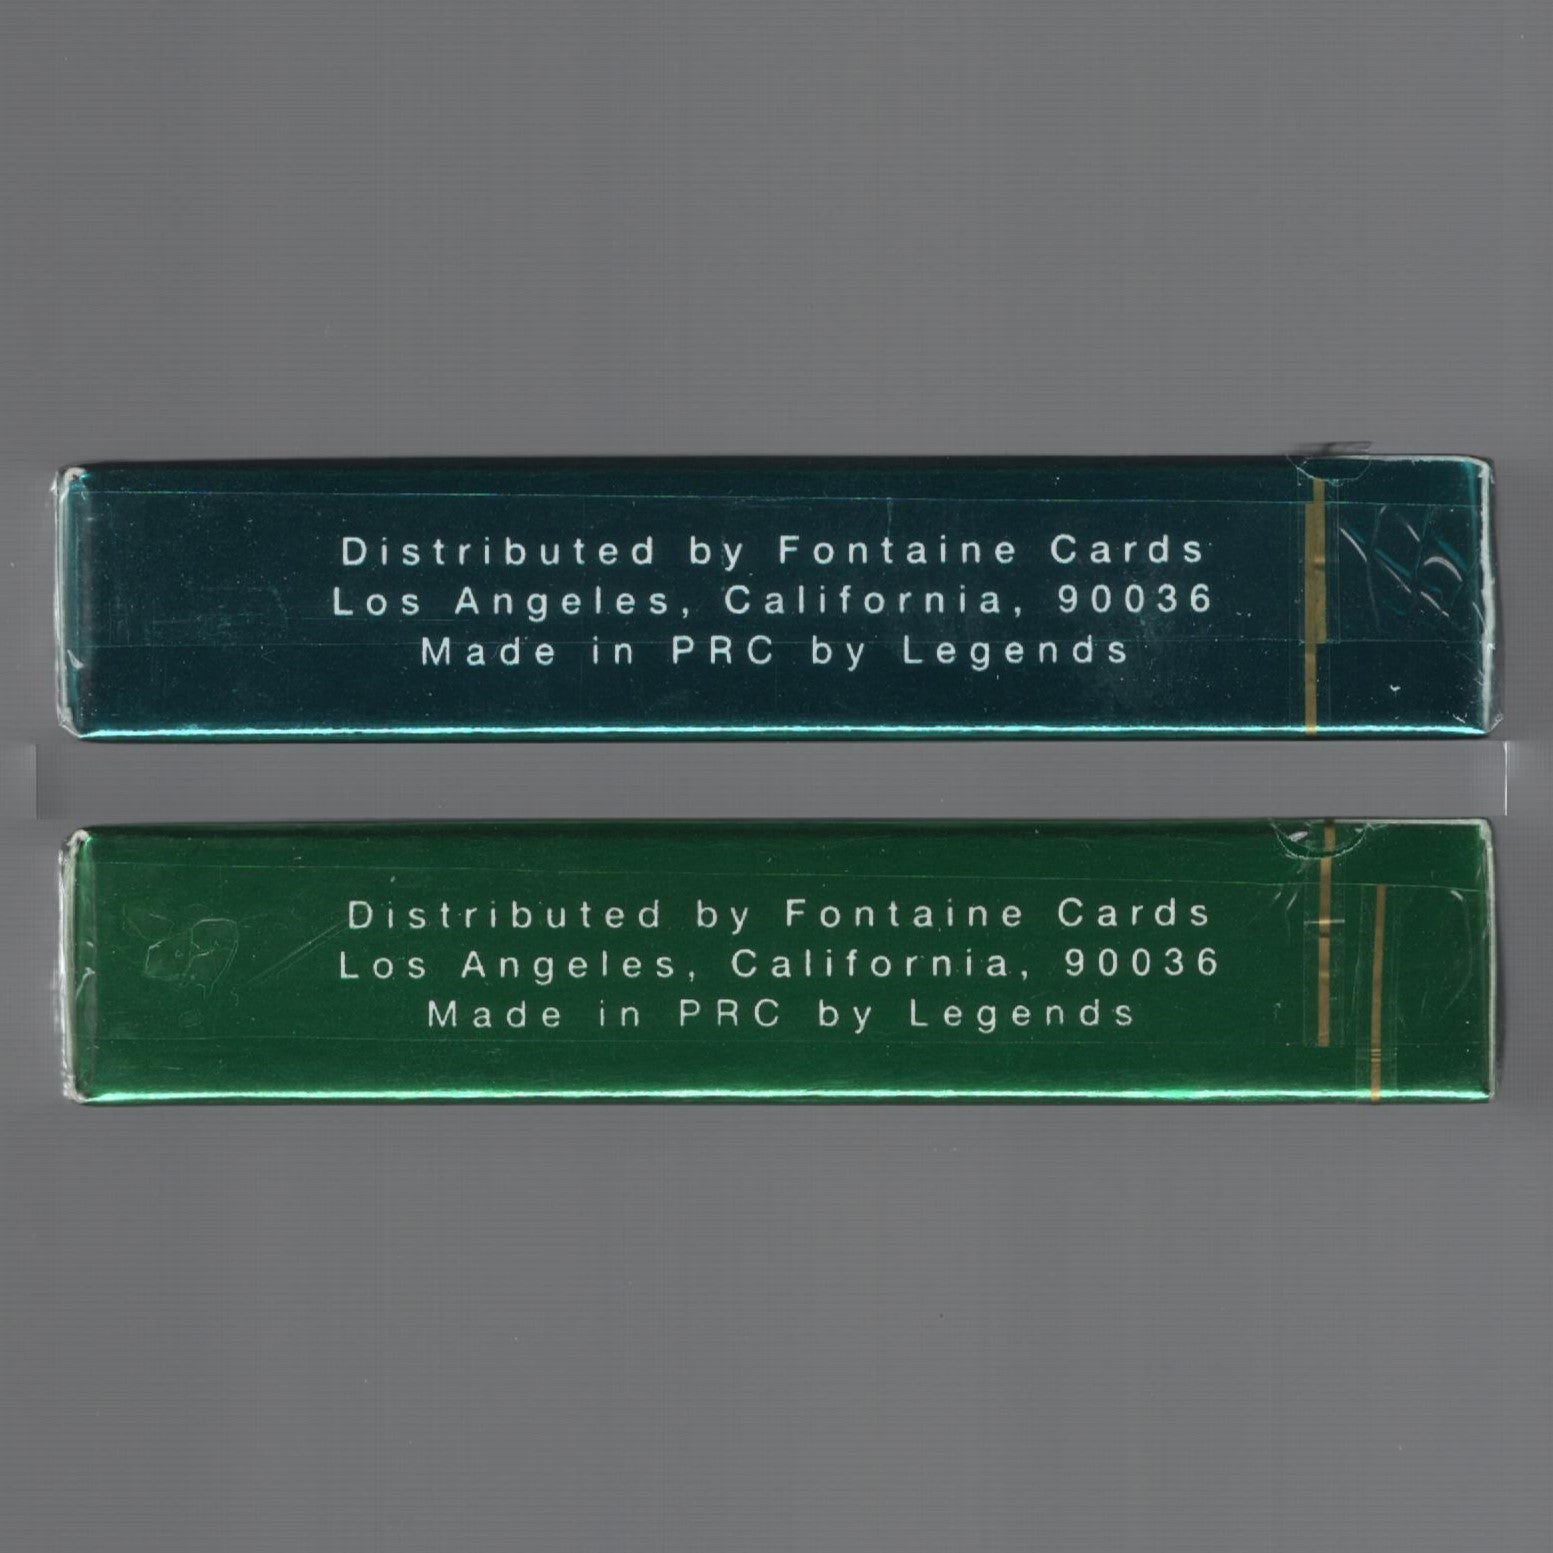 Distributed by Fontaine Cards
Los Angeles, California, 90036
Made in PRC by Legends
Distributed by Fontaine Cards
Los Angeles, California, 90036
Made in PRC by Legends